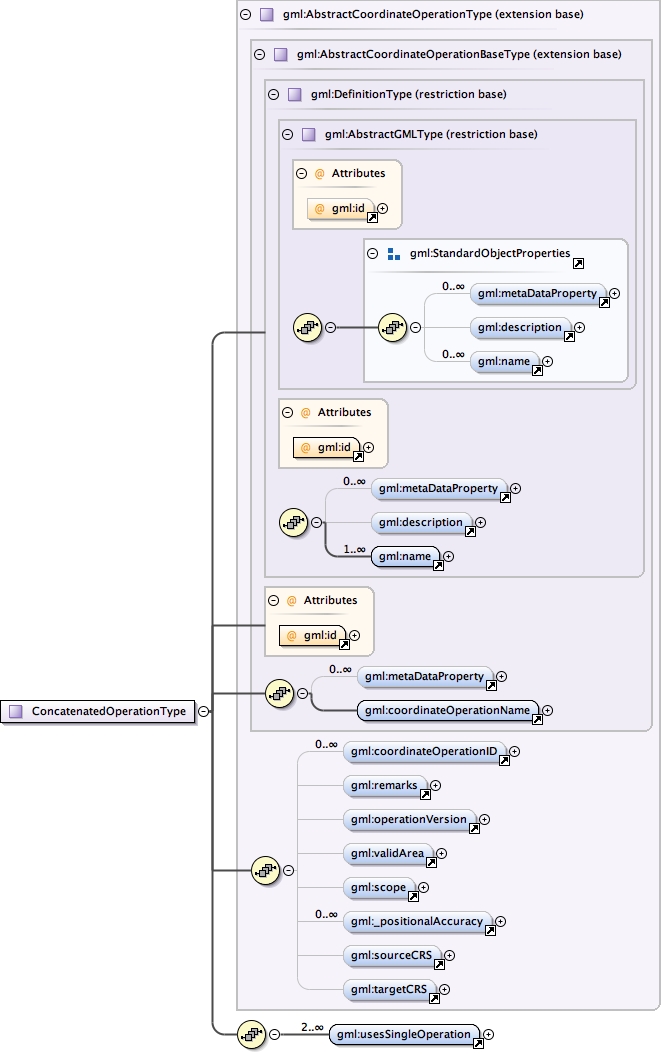 gml:AbstractCoordinateOperationType (extension base)
gml:AbstractCoordinateOperationBaseType (extension base)
gml:DefinitionType (restriction base)
gml:AbstractGMLType (restriction base)
@ Attributes
@ gml:id
gml:StandardObjectProperties
0..∞
gml:metaDataProperty
gml:description
0..∞
gml:name
@ Attributes
@ gml:id
0..∞
gml:metaDataProperty
gml:description
1..∞
gml:name
@ Attributes
@ gml:id
0..∞
gml:metaDataProperty
gml:coordinateOperationName
ConcatenatedOperationType
0..∞
gml:coordinateOperationID
gml:remarks
gml:operationVersion
gml:validArea
gml:scope
0..∞
gml:_positionalAccuracy
gml:sourceCRS
gml:targetCRS
2..∞
gml:usesSingleOperation